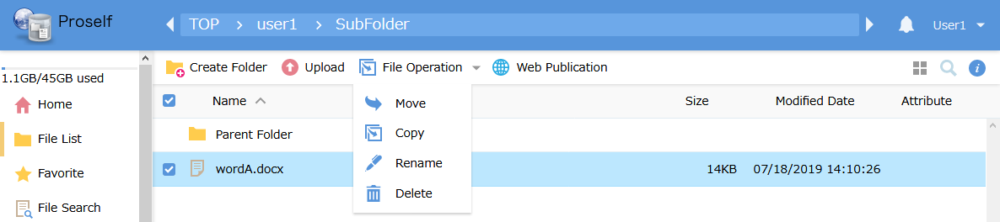 Proself
TOP > user1 > SubFolder
User1
1.1GB/45GB used
Home
File List
Favorite
File Search
Create Folder Upload File Operation Web Publication
Name Size Modified Date Attribute
Parent Folder
wordA.docx 14KB 07/18/2019 14:10:26
Move
Copy
Rename
Delete